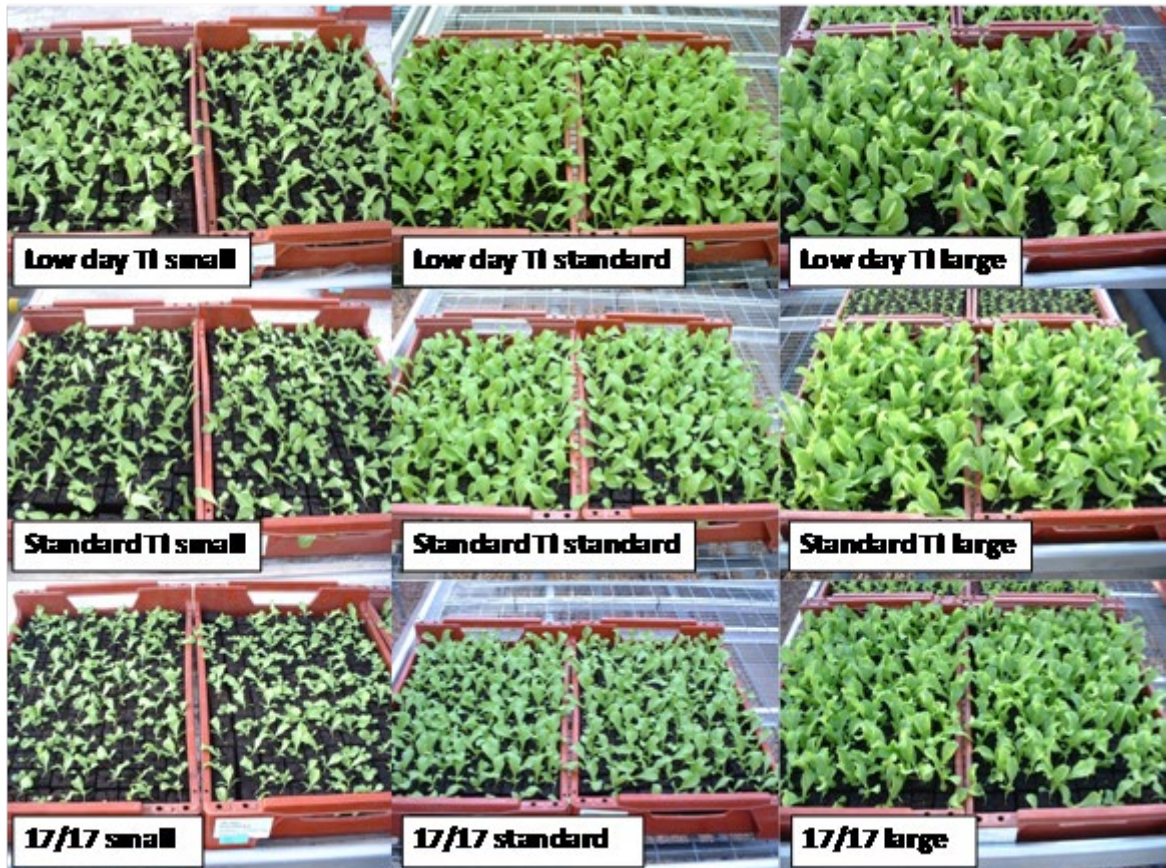 Low day TI small
Low day TI standard
Low day TI large
Standard TI small
Standard TI standard
Standard TI large
17/17 small
17/17 standard
17/17 large